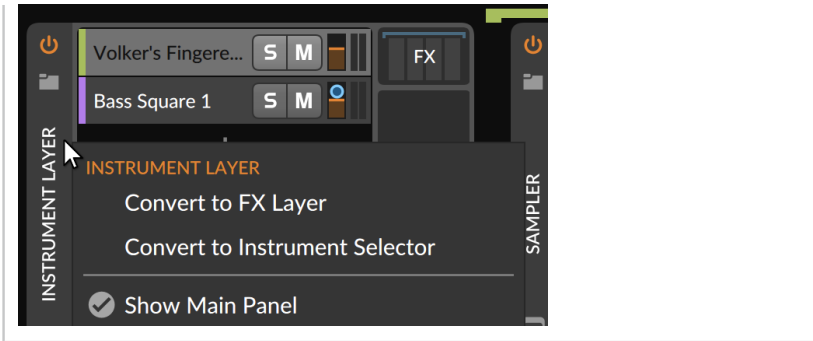 Volker's Fingere... S M
FX
Bass Square 1 S M
INSTRUMENT LAYER
INSTRUMENT LAYER
Convert to FX Layer
Convert to Instrument Selector
Show Main Panel
SAMPLER